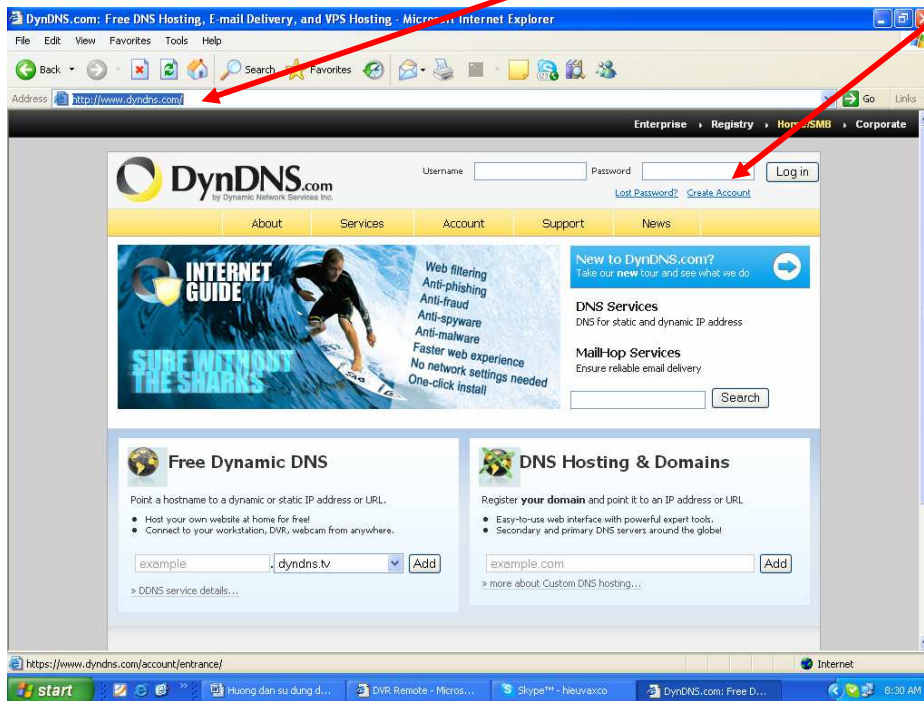 DynDNS.com: Free DNS Hosting, E-mail Delivery, and VPS Hosting - Microsoft Internet Explorer
File Edit View Favorites Tools Help
Back Search Favorites
Address http://www.dyndns.com/ Go Links
Enterprise Registry Home/SMB Corporate
DynDNS.com
by Dynamic Network Services Inc.
Username Password Log in
Lost Password? Create Account
About Services Account Support News
INTERNET
GUIDE
SURF WITHOUT
THE SHARKS
Web filtering
Anti-phishing
Anti-fraud
Anti-spyware
Anti-malware
Faster web experience
No network settings needed
One-click install
New to DynDNS.com?
Take our new tour and see what we do
DNS Services
DNS for static and dynamic IP address
MailHop Services
Ensure reliable email delivery
Search
Free Dynamic DNS
Point a hostname to a dynamic or static IP address or URL.
• Host your own website at home for free!
• Connect to your workstation, DVR, webcam from anywhere.
example . dyndns.tv Add
» DDNS service details...
DNS Hosting & Domains
Register your domain and point it to an IP address or URL
• Easy-to-use web interface with powerful expert tools.
• Secondary and primary DNS servers around the globe!
example.com Add
» more about Custom DNS hosting...
https://www.dyndns.com/account/entrance/ Internet
start Huong dan su dung d... DVR Remote - Micros... Skype™ - hieuvaxco DynDNS.com: Free D... 8:30 AM